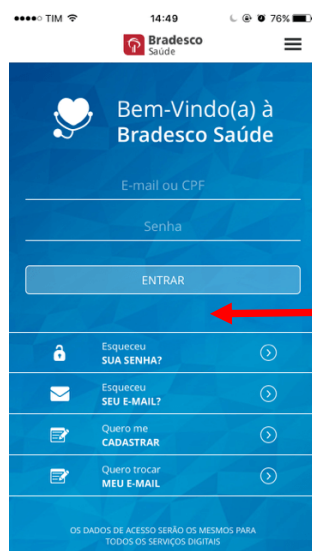 TIM 14:49 76%
Bradesco
Saúde
Bem-Vindo(a) à
Bradesco Saúde
E-mail ou CPF
Senha
ENTRAR
Esqueceu
SUA SENHA?
Esqueceu
SEU E-MAIL?
Quero me
CADASTRAR
Quero trocar
MEU E-MAIL
OS DADOS DE ACESSO SERÃO OS MESMOS PARA
TODOS OS SERVIÇOS DIGITAIS